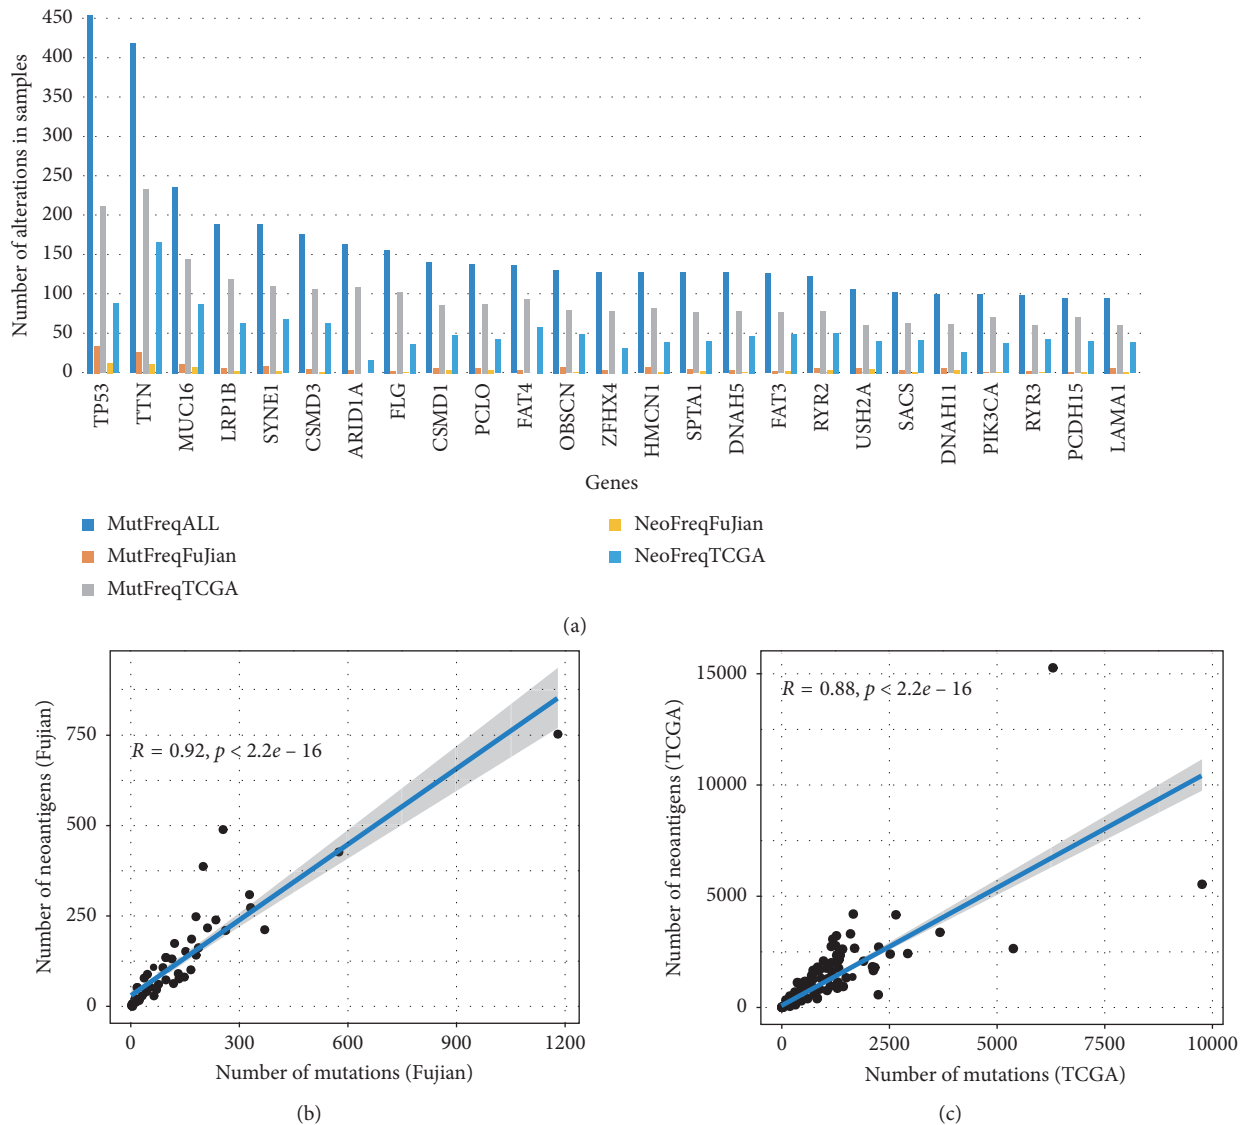 450
400
350
300
250
200
150
100
50
0
Number of alterations in samples
TP53
TTN
MUC16
LRP1B
SYNE1
CSMD3
ARID1A
FLG
CSMD1
PCLO
FAT4
OBSCN
ZFHX4
HMCN1
SPTA1
DNAH5
FAT3
RYR2
USH2A
SACS
DNAH11
PIK3CA
RYR3
PCDH15
LAMA1
Genes
MutFreqALL
MutFreqFuJian
MutFreqTCGA
NeoFreqFuJian
NeoFreqTCGA
(a)
750
500
250
0
Number of neoantigens (Fujian)
R = 0.92, p < 2.2e – 16
0 300 600 900 1200
Number of mutations (Fujian)
(b)
15000
10000
5000
0
Number of neoantigens (TCGA)
R = 0.88, p < 2.2e – 16
0 2500 5000 7500 10000
Number of mutations (TCGA)
(c)